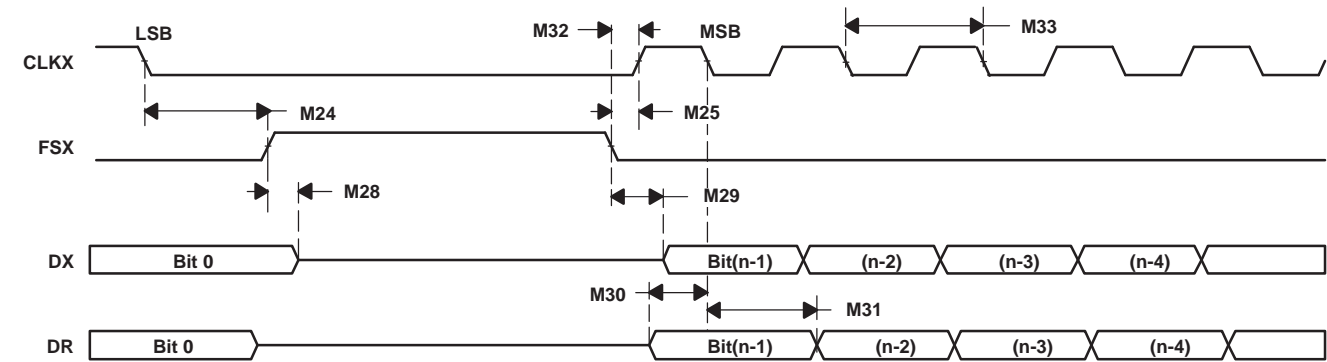 M32
M33
LSB
MSB
CLKX
M24
M25
FSX
M28
M29
DX
Bit 0
Bit(n-1)
(n-2)
(n-3)
(n-4)
M30
M31
DR
Bit 0
Bit(n-1)
(n-2)
(n-3)
(n-4)